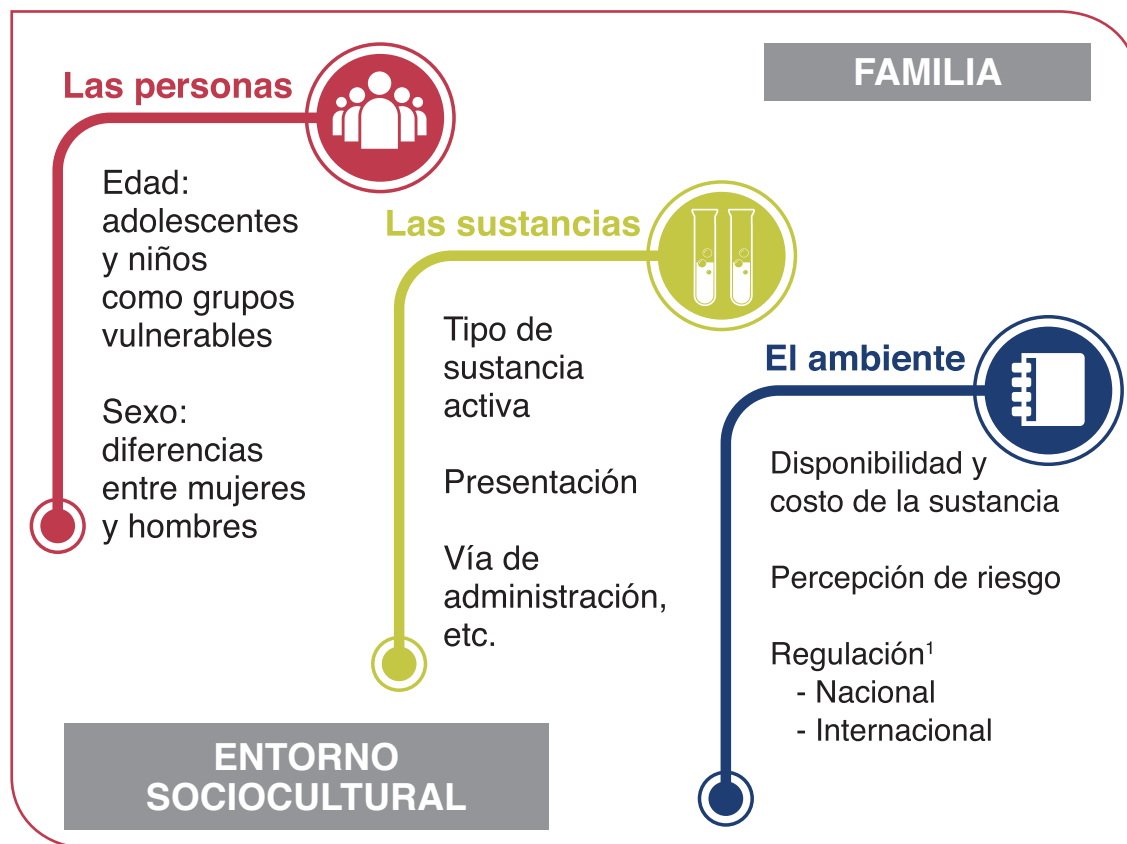 FAMILIA
Las personas
Edad:
adolescentes
y niños
como grupos
vulnerables
Sexo:
diferencias
entre mujeres
y hombres
Las sustancias
Tipo de
sustancia
activa
Presentación
Vía de
administración,
etc.
El ambiente
Disponibilidad y
costo de la sustancia
Percepción de riesgo
Regulación¹
- Nacional
- Internacional
ENTORNO
SOCIOCULTURAL